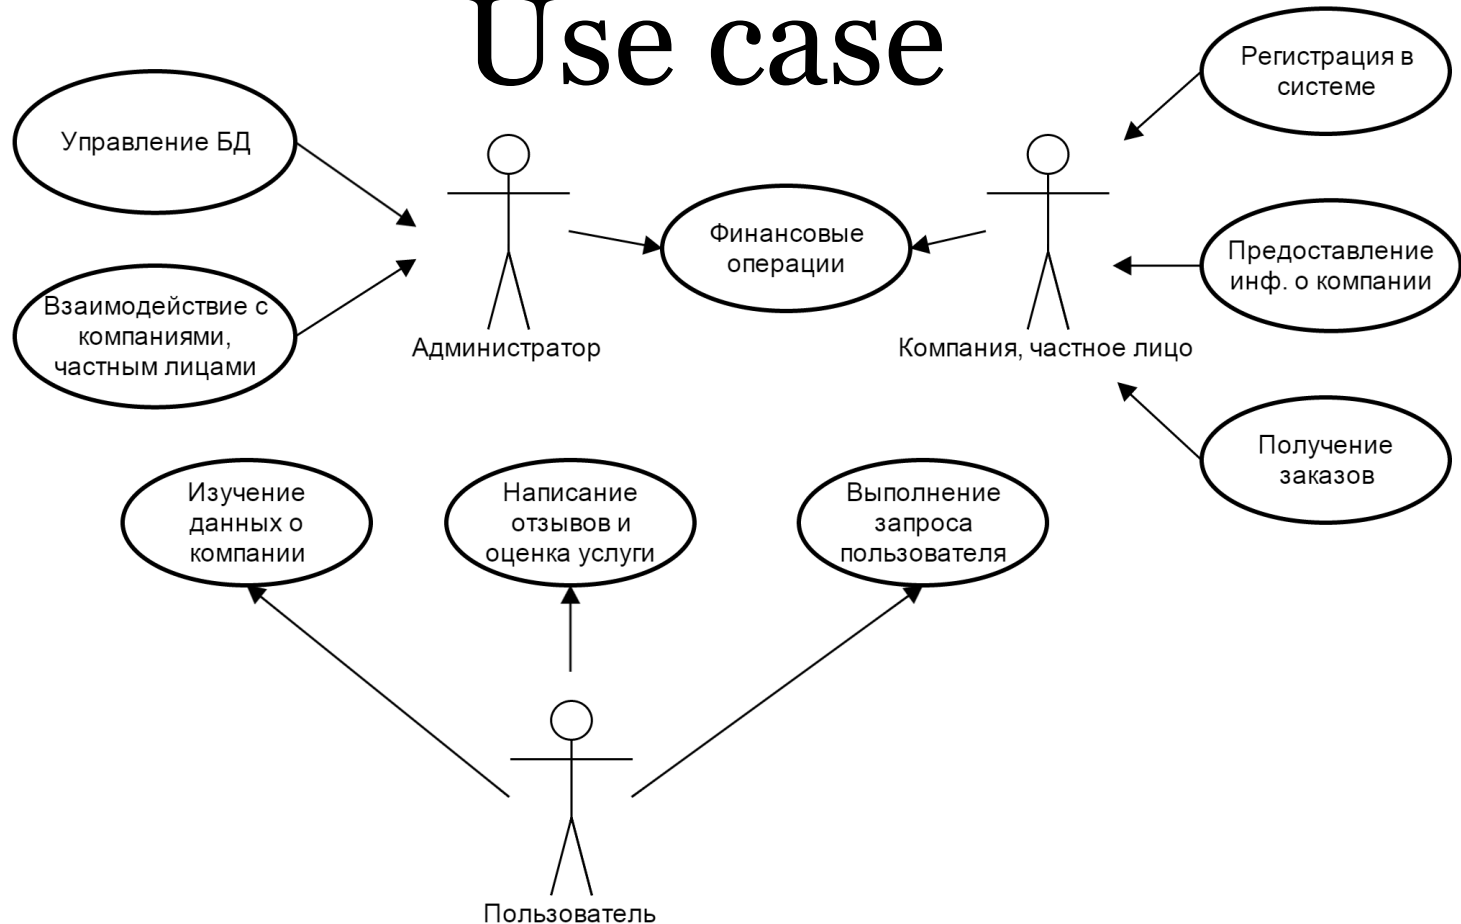 Use case
Управление БД
Взаимодействие с
компаниями,
частным лицами
Администратор
Финансовые
операции
Компания, частное лицо
Регистрация в
системе
Предоставление
инф. о компании
Получение
заказов
Изучение
данных о
компании
Написание
отзывов и
оценка услуги
Выполнение
запроса
пользователя
Пользователь